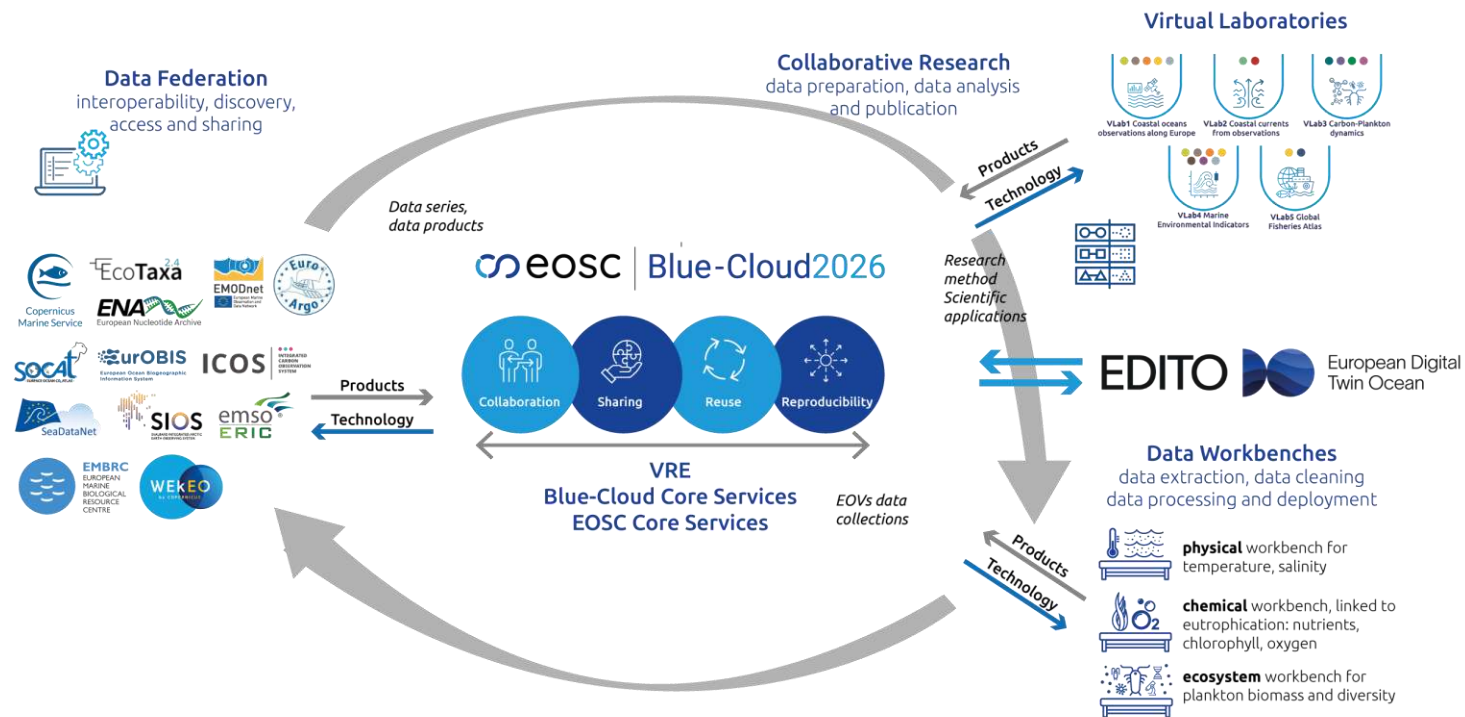 Virtual Laboratories
Data Federation
interoperability, discovery,
access and sharing
Collaborative Research
data preparation, data analysis
and publication
VLab1 Coastal oceans
observations along Europe
VLab2 Coastal currents
from observations
VLab3 Carbon-Plankton
dynamics
VLab4 Marine
Environmental Indicators
VLab5 Global
Fisheries Atlas
Products
Technology
Data series,
data products
eosc | Blue-Cloud2026
Research
method
Scientific
applications
Copernicus
Marine Service
EcoTaxa
2.4
ENA
European Nucleotide Archive
EMODnet
Euro
Argo
SOCAT
EurOBIS
European Ocean Biogeographic
Information System
ICOS
INTEGRATED
CARBON
OBSERVATION
SYSTEM
SeaDataNet
SIOS
emso
ERIC
EMBRC
EUROPEAN
MARINE
BIOLOGICAL
RESOURCE
CENTRE
WEkEO
Products
Technology
Collaboration
Sharing
Reuse
Reproducibility
VRE
Blue-Cloud Core Services
EOSC Core Services
EOVs data
collections
EDITO
European Digital
Twin Ocean
Data Workbenches
data extraction, data cleaning
data processing and deployment
Products
Technology
physical workbench for
temperature, salinity
O2
chemical workbench, linked to
eutrophication: nutrients,
chlorophyll, oxygen
ecosystem workbench for
plankton biomass and diversity